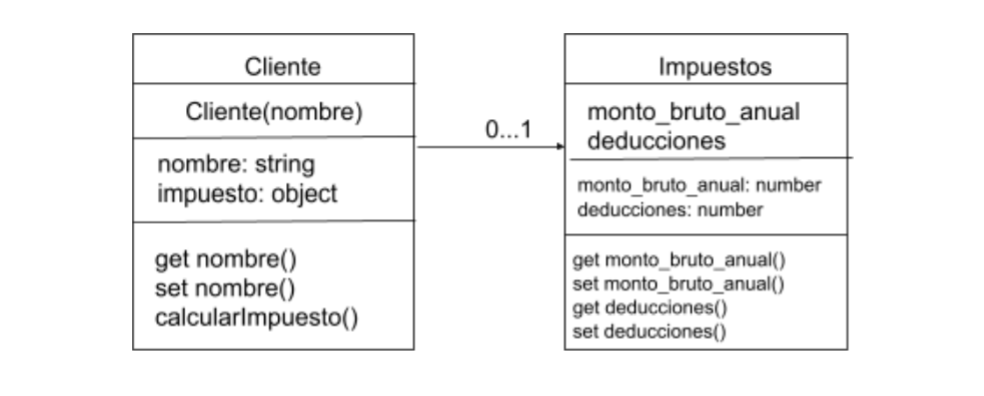 Cliente
Cliente(nombre)
nombre: string
impuesto: object
get nombre()
set nombre()
calcularImpuesto()
0...1
Impuestos
monto_bruto_anual
deducciones
monto_bruto_anual: number
deducciones: number
get monto_bruto_anual()
set monto_bruto_anual()
get deducciones()
set deducciones()